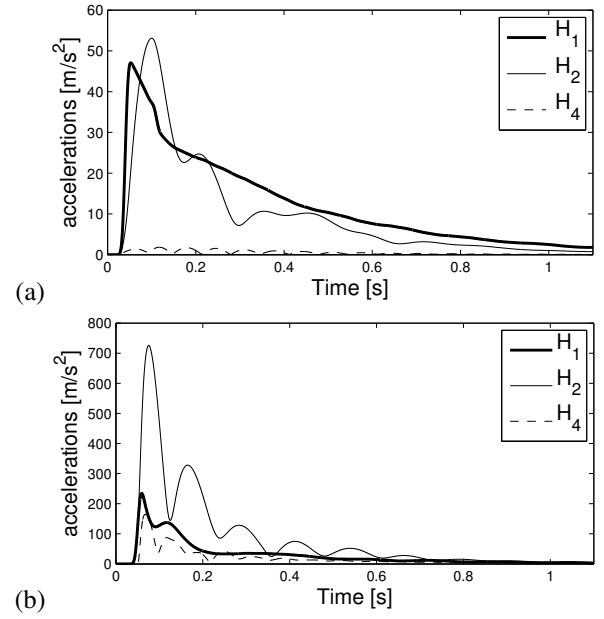 60
50
40
30
20
10
0
accelerations [m/s²]
H₁
H₂
H₄
0 0.2 0.4 0.6 0.8 1
Time [s]
(a)
800
700
600
500
400
300
200
100
0
accelerations [m/s²]
H₁
H₂
H₄
0 0.2 0.4 0.6 0.8 1
Time [s]
(b)